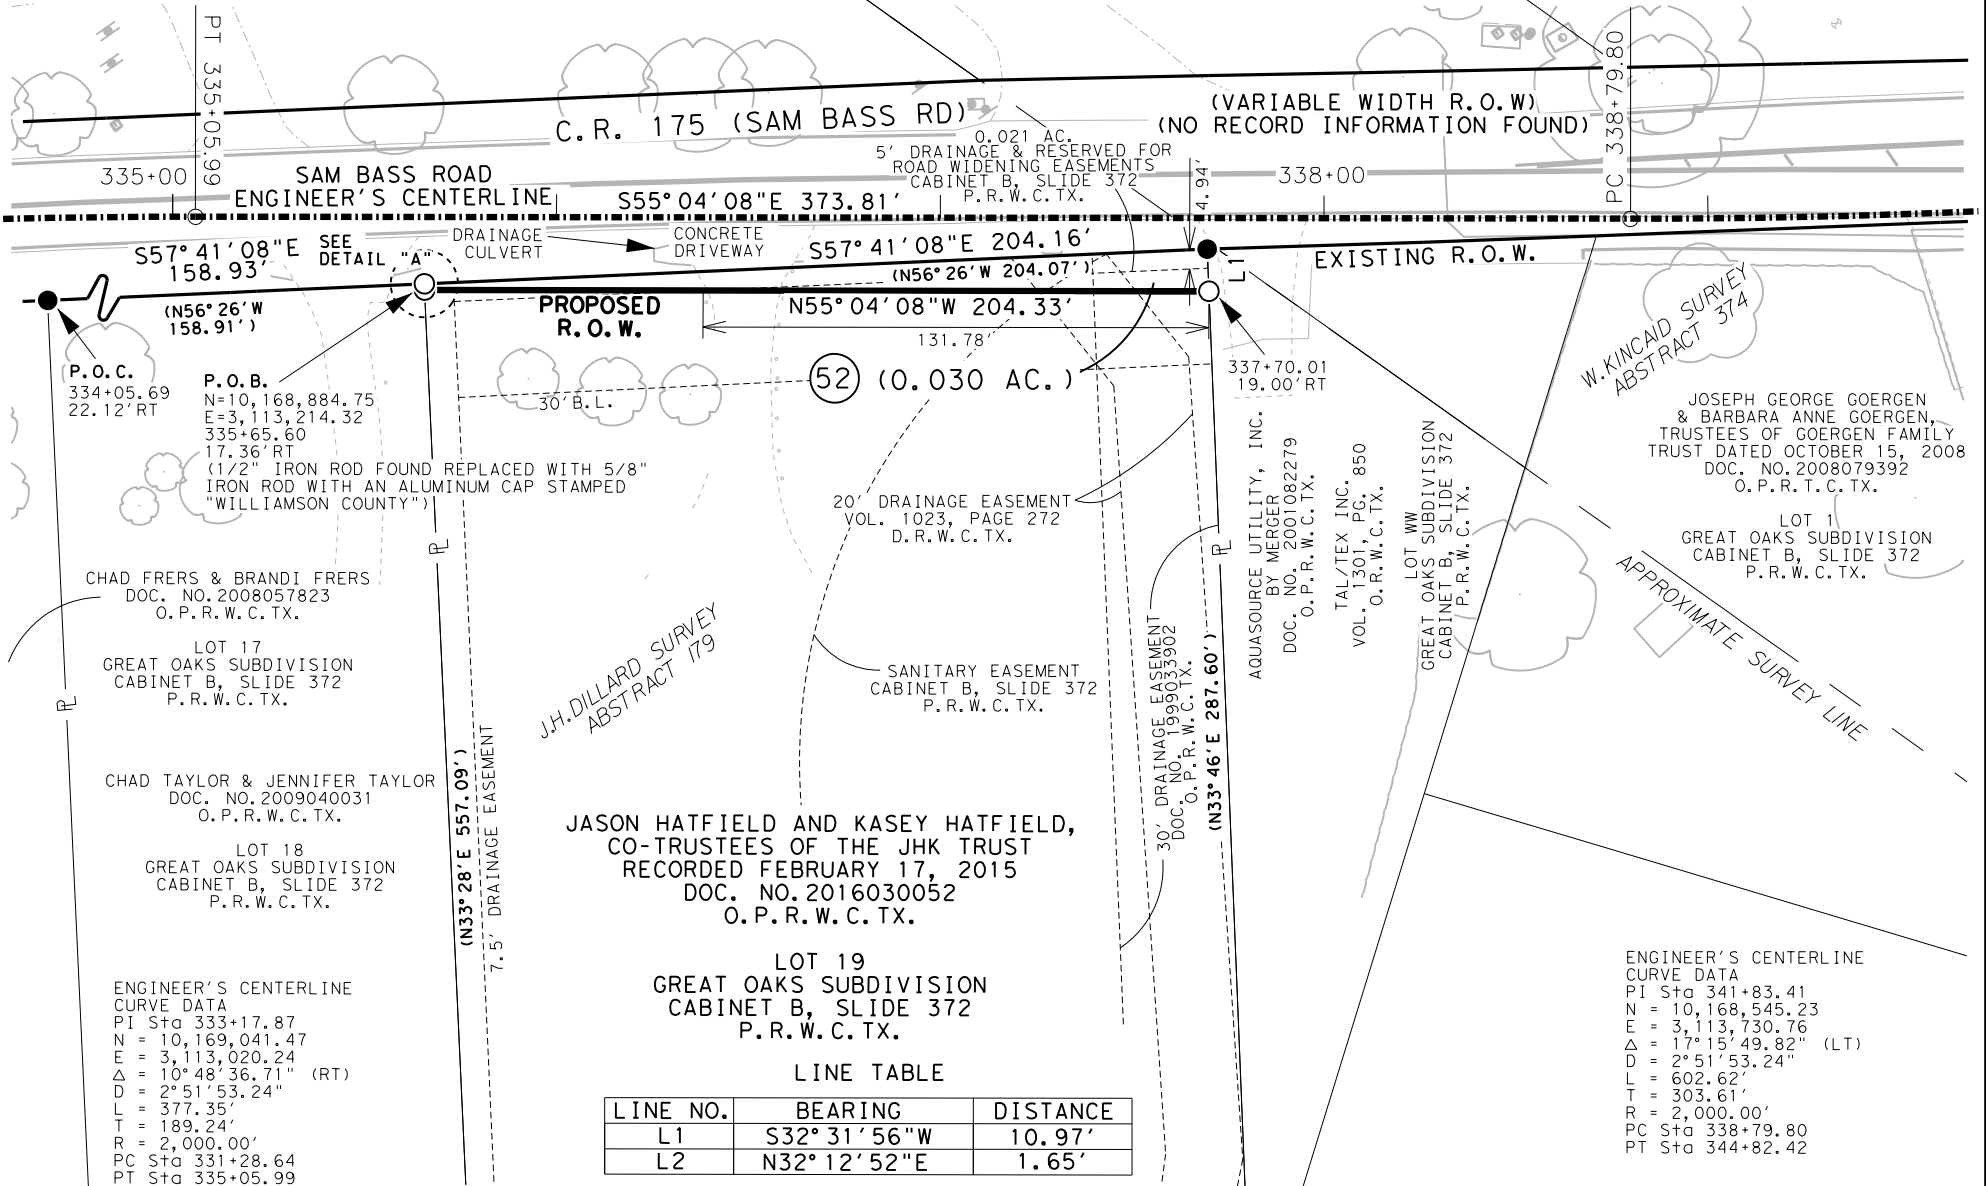 PT 335+05.99
PC 338+79.80
C.R. 175 (SAM BASS RD)
(VARIABLE WIDTH R.O.W)
(NO RECORD INFORMATION FOUND)
0.021 AC.
5' DRAINAGE & RESERVED FOR
ROAD WIDENING EASEMENTS
CABINET B, SLIDE 372
P.R.W.C.TX.
335+00
SAM BASS ROAD
ENGINEER'S CENTERLINE
S55°04'08"E 373.81'
4.94'
338+00
S57°41'08"E
158.93'
SEE
DETAIL "A"
DRAINAGE
CULVERT
CONCRETE
DRIVEWAY
S57°41'08"E 204.16'
(N56°26'W 204.07')
L1
EXISTING R.O.W.
(N56°26'W
158.91')
PROPOSED
R.O.W.
N55°04'08"W 204.33'
131.78'
W.KINCAID SURVEY
ABSTRACT 374
P.O.C.
334+05.69
22.12'RT
P.O.B.
N=10,168,884.75
E=3,113,214.32
335+65.60
17.36'RT
(1/2" IRON ROD FOUND REPLACED WITH 5/8"
IRON ROD WITH AN ALUMINUM CAP STAMPED
"WILLIAMSON COUNTY")
30'B.L.
52 (0.030 AC.)
337+70.01
19.00'RT
JOSEPH GEORGE GOERGEN
& BARBARA ANNE GOERGEN,
TRUSTEES OF GOERGEN FAMILY
TRUST DATED OCTOBER 15, 2008
DOC. NO.2008079392
O.P.R.T.C.TX.
LOT 1
GREAT OAKS SUBDIVISION
CABINET B, SLIDE 372
P.R.W.C.TX.
20' DRAINAGE EASEMENT
VOL. 1023, PAGE 272
D.R.W.C.TX.
AQUASOURCE UTILITY, INC.
BY MERGER
DOC. NO. 2001082279
O.P.R.W.C.TX.
TAL/TEX INC.
VOL. 1301, PG. 850
O.R.W.C.TX.
LOT WW
GREAT OAKS SUBDIVISION
CABINET B, SLIDE 372
P.R.W.C.TX.
APPROXIMATE SURVEY LINE
PL
PL
PL
CHAD FRERS & BRANDI FRERS
DOC. NO.2008057823
O.P.R.W.C.TX.
LOT 17
GREAT OAKS SUBDIVISION
CABINET B, SLIDE 372
P.R.W.C.TX.
J.H.DILLARD SURVEY
ABSTRACT 179
SANITARY EASEMENT
CABINET B, SLIDE 372
P.R.W.C.TX.
30' DRAINAGE EASEMENT
DOC. NO. 199903902
O.P.R.W.C.TX.
(N33°46'E 287.60')
CHAD TAYLOR & JENNIFER TAYLOR
DOC. NO.2009040031
O.P.R.W.C.TX.
LOT 18
GREAT OAKS SUBDIVISION
CABINET B, SLIDE 372
P.R.W.C.TX.
(N33°28'E 557.09')
7.5' DRAINAGE EASEMENT
JASON HATFIELD AND KASEY HATFIELD,
CO-TRUSTEES OF THE JHK TRUST
RECORDED FEBRUARY 17, 2015
DOC. NO.2016030052
O.P.R.W.C.TX.
LOT 19
GREAT OAKS SUBDIVISION
CABINET B, SLIDE 372
P.R.W.C.TX.
ENGINEER'S CENTERLINE
CURVE DATA
PI Sta 333+17.87
N = 10,169,041.47
E = 3,113,020.24
Δ = 10°48'36.71" (RT)
D = 2°51'53.24"
L = 377.35'
T = 189.24'
R = 2,000.00'
PC Sta 331+28.64
PT Sta 335+05.99
LINE TABLE
LINE NO. BEARING DISTANCE
L1 S32°31'56"W 10.97'
L2 N32°12'52"E 1.65'
ENGINEER'S CENTERLINE
CURVE DATA
PI Sta 341+83.41
N = 10,168,545.23
E = 3,113,730.76
Δ = 17°15'49.82" (LT)
D = 2°51'53.24"
L = 602.62'
T = 303.61'
R = 2,000.00'
PC Sta 338+79.80
PT Sta 344+82.42